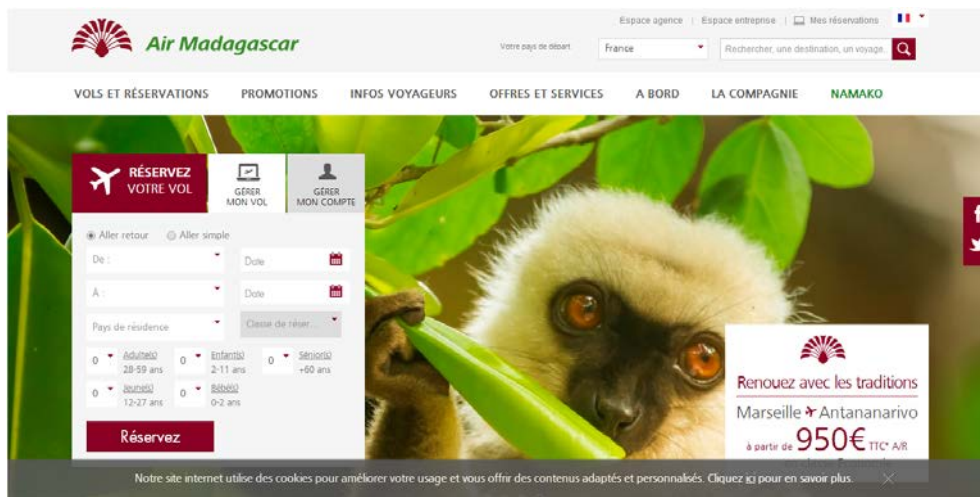 Espace agence | Espace entreprise | Mes réservations
Air Madagascar
Votre pays de départ
France
Rechercher, une destination, un voyage,
VOLS ET RÉSERVATIONS PROMOTIONS INFOS VOYAGEURS OFFRES ET SERVICES A BORD LA COMPAGNIE NAMAKO
RÉSERVEZ
VOTRE VOL
GÉRER
MON VOL
GÉRER
MON COMPTE
Aller retour Aller simple
De :
Date
À :
Date
Pays de résidence
Classe de réser...
0 Adulte(s)
28-59 ans
0 Enfant(s)
2-11 ans
0 Sénior(s)
+60 ans
0 Jeune(s)
12-27 ans
0 Bébé(s)
0-2 ans
Réservez
Renouez avec les traditions
Marseille Antananarivo
à partir de 950€ TTC* A/R
Notre site internet utilise des cookies pour améliorer votre usage et vous offrir des contenus adaptés et personnalisés. Cliquez ici pour en savoir plus.